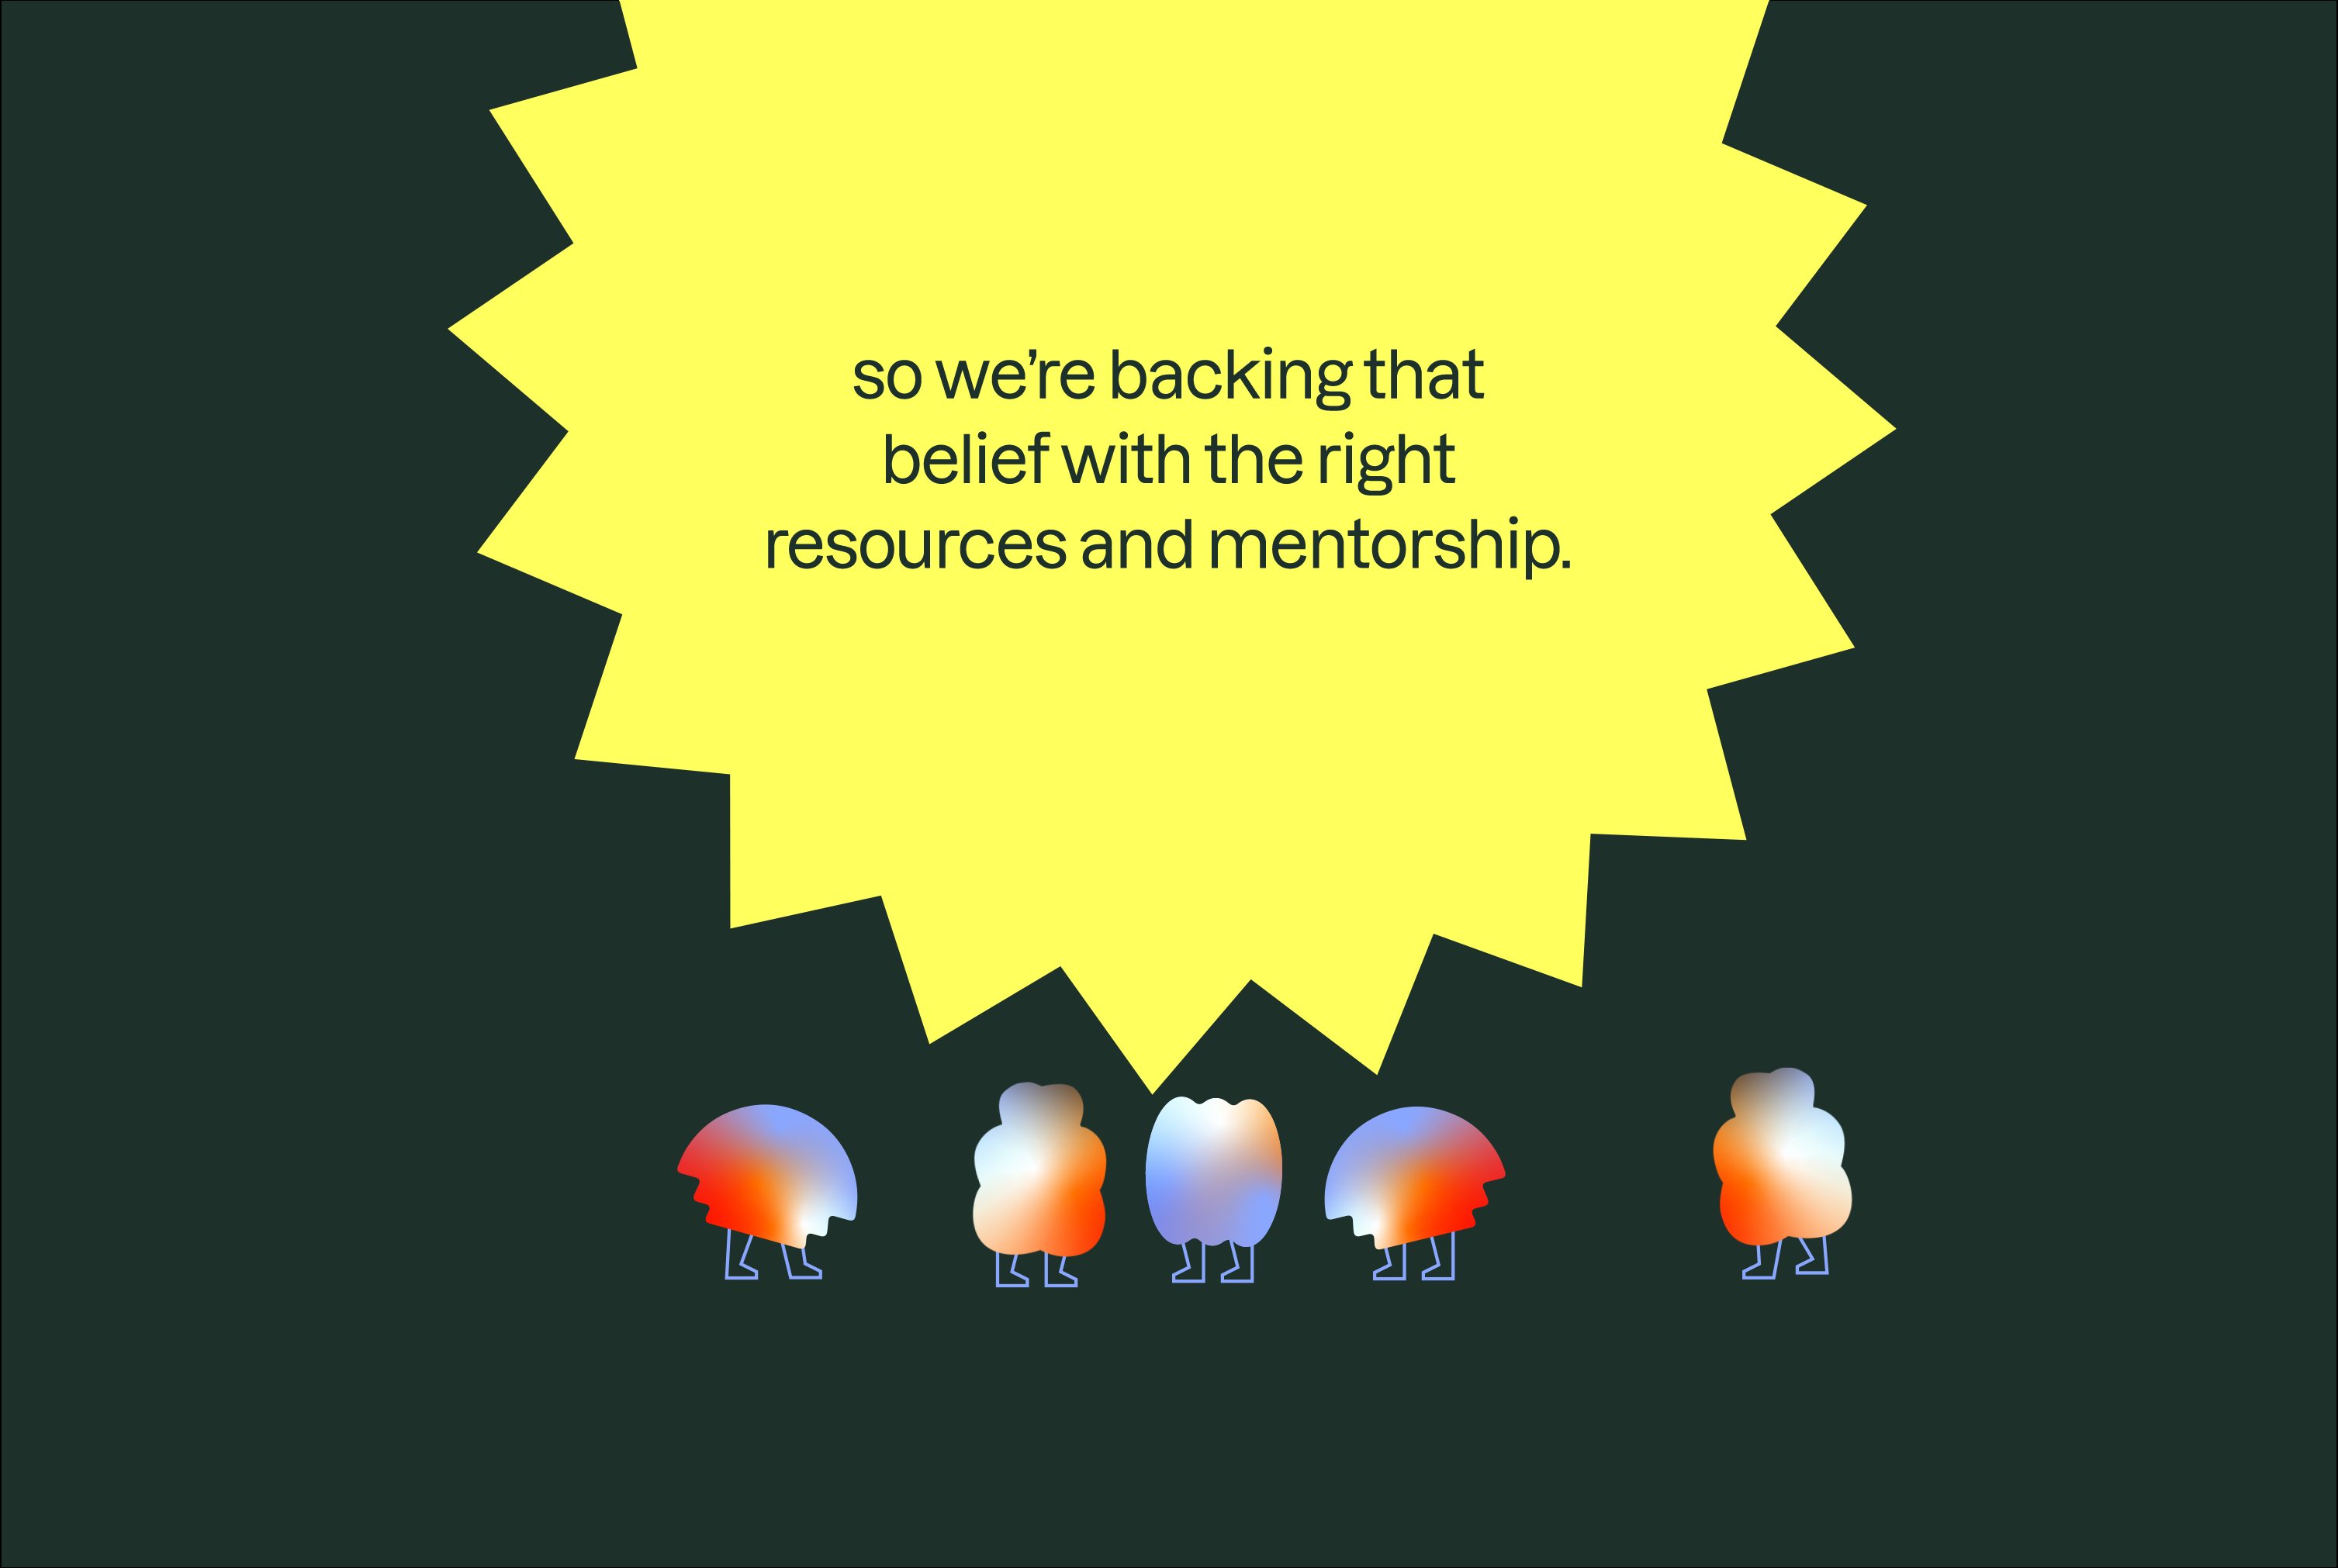 so we’re backing that
belief with the right
resources and mentorship.